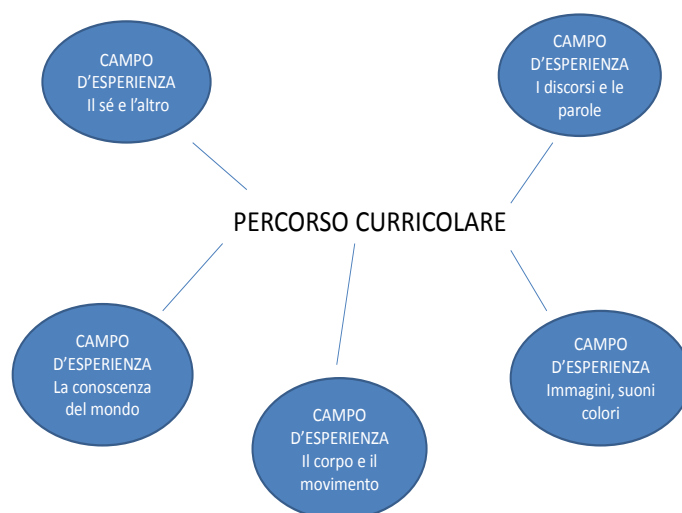 CAMPO
D'ESPERIENZA
Il sé e l'altro
CAMPO
D'ESPERIENZA
I discorsi e le
parole
PERCORSO CURRICOLARE
CAMPO
D'ESPERIENZA
La conoscenza
del mondo
CAMPO
D'ESPERIENZA
Immagini, suoni
colori
CAMPO
D'ESPERIENZA
Il corpo e il
movimento